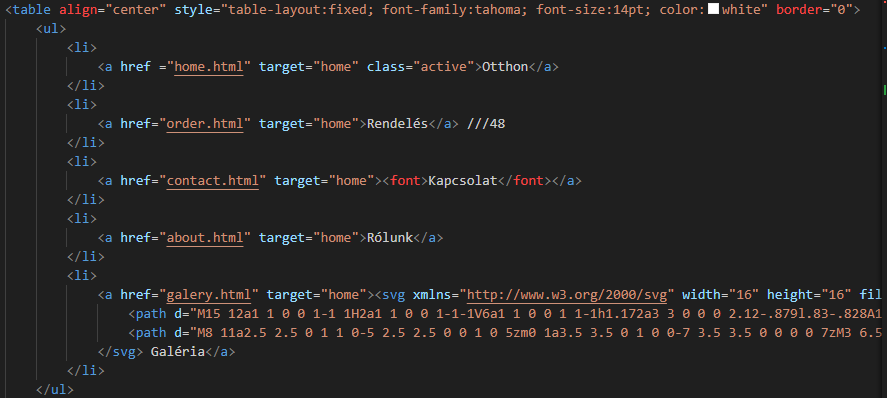 <table align="center" style="table-layout:fixed; font-family:tahoma; font-size:14pt; color:white" border="0">
<ul>
<li>
<a href ="home.html" target="home" class="active">Otthon</a>
</li>
<li>
<a href="order.html" target="home">Rendelés</a> ///48
</li>
<li>
<a href="contact.html" target="home"><font>Kapcsolat</font></a>
</li>
<li>
<a href="about.html" target="home">Rólunk</a>
</li>
<li>
<a href="galery.html" target="home"><svg xmlns="http://www.w3.org/2000/svg" width="16" height="16" fil
<path d="M15 12a1 1 0 0 1-1 1H2a1 1 0 0 1-1-1V6a1 1 0 0 1 1-1h1.172a3 3 0 0 0 2.12-.879l.83-.828A1
<path d="M8 11a2.5 2.5 0 1 1 0-5 2.5 2.5 0 0 1 0 5zm0 1a3.5 3.5 0 1 0 0-7 3.5 3.5 0 0 0 0 7zM3 6.5
</svg> Galéria</a>
</li>
</ul>